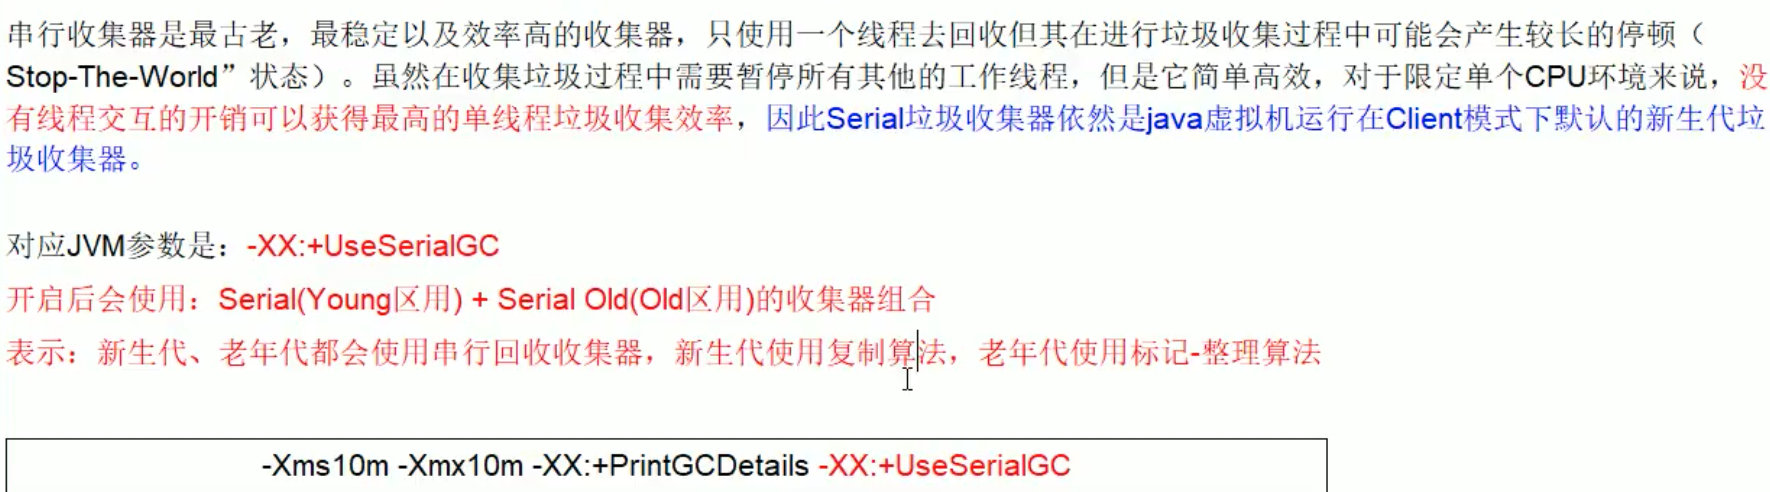 串行收集器是最古老，最稳定以及效率高的收集器，只使用一个线程去回收但其在进行垃圾收集过程中可能会产生较长的停顿（
Stop-The-World”状态）。虽然在收集垃圾过程中需要暂停所有其他的工作线程，但是它简单高效，对于限定单个CPU环境来说，没
有线程交互的开销可以获得最高的单线程垃圾收集效率，因此Serial垃圾收集器依然是java虚拟机运行在Client模式下默认的新生代垃
圾收集器。
对应JVM参数是：-XX:+UseSerialGC
开启后会使用：Serial(Young区用) + Serial Old(Old区用)的收集器组合
表示：新生代、老年代都会使用串行回收收集器，新生代使用复制算法，老年代使用标记-整理算法
-Xms10m -Xmx10m -XX:+PrintGCDetails -XX:+UseSerialGC